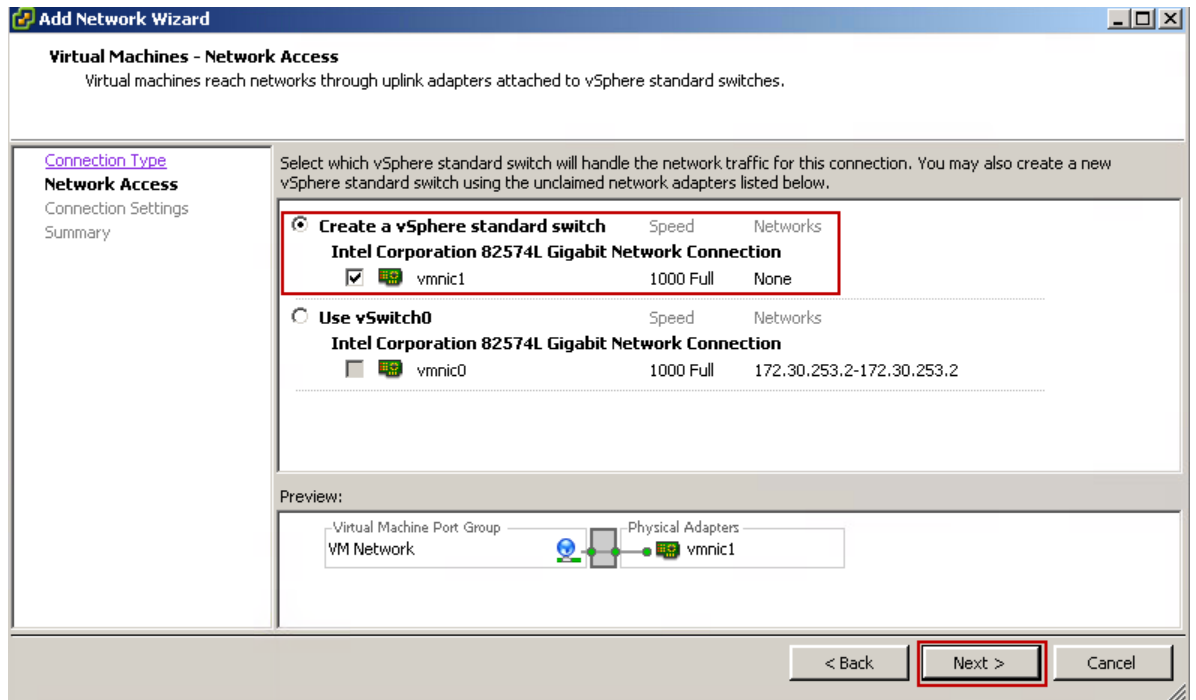 Add Network Wizard
Virtual Machines - Network Access
Virtual machines reach networks through uplink adapters attached to vSphere standard switches.
Connection Type
Network Access
Connection Settings
Summary
Select which vSphere standard switch will handle the network traffic for this connection. You may also create a new
vSphere standard switch using the unclaimed network adapters listed below.
Create a vSphere standard switch Speed Networks
Intel Corporation 82574L Gigabit Network Connection
vmnic1 1000 Full None
Use vSwitch0 Speed Networks
Intel Corporation 82574L Gigabit Network Connection
vmnic0 1000 Full 172.30.253.2-172.30.253.2
Preview:
Virtual Machine Port Group Physical Adapters
VM Network vmnic1
< Back Next > Cancel